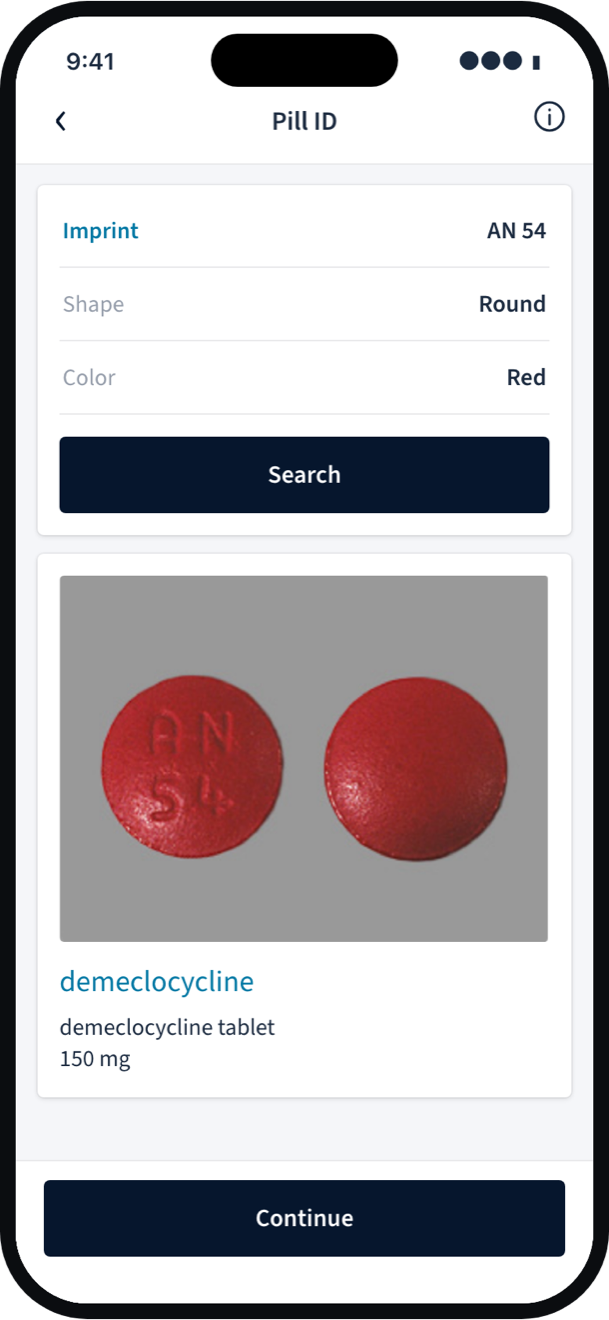 9:41
Pill ID
Imprint AN 54
Shape Round
Color Red
Search
AN
54
demeclocycline
demeclocycline tablet
150 mg
Continue